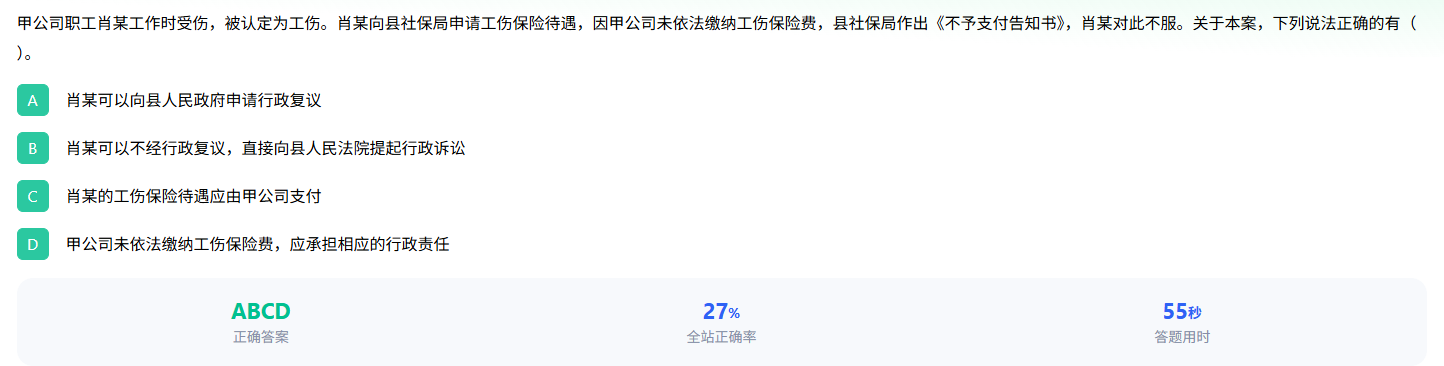 甲公司职工肖某工作时受伤，被认定为工伤。肖某向县社保局申请工伤保险待遇，因甲公司未依法缴纳工伤保险费，县社保局作出《不予支付告知书》，肖某对此不服。关于本案，下列说法正确的有（
）。
A 肖某可以向县人民政府申请行政复议
B 肖某可以不经行政复议，直接向县人民法院提起行政诉讼
C 肖某的工伤保险待遇应由甲公司支付
D 甲公司未依法缴纳工伤保险费，应承担相应的行政责任
ABCD 27% 55秒
正确答案 全站正确率 答题用时